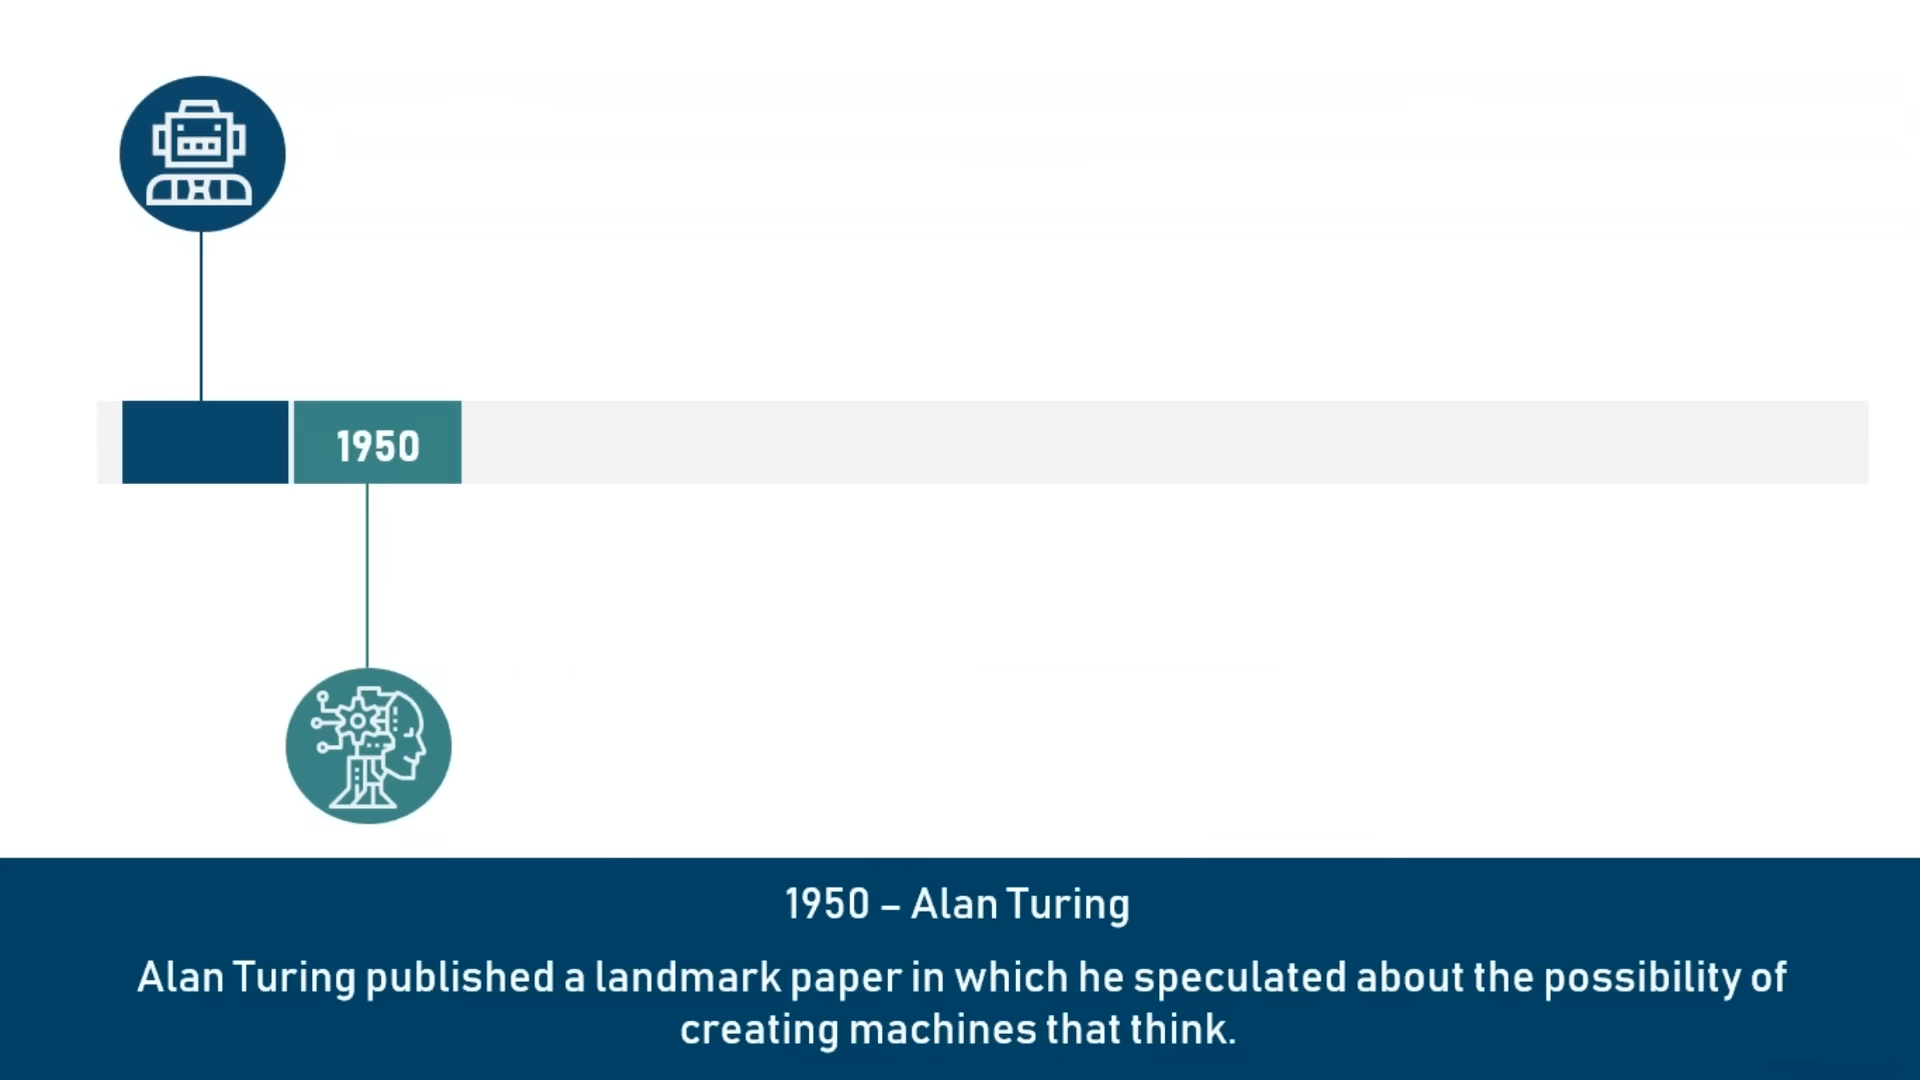 1950
1950 – Alan Turing
Alan Turing published a landmark paper in which he speculated about the possibility of
creating machines that think.